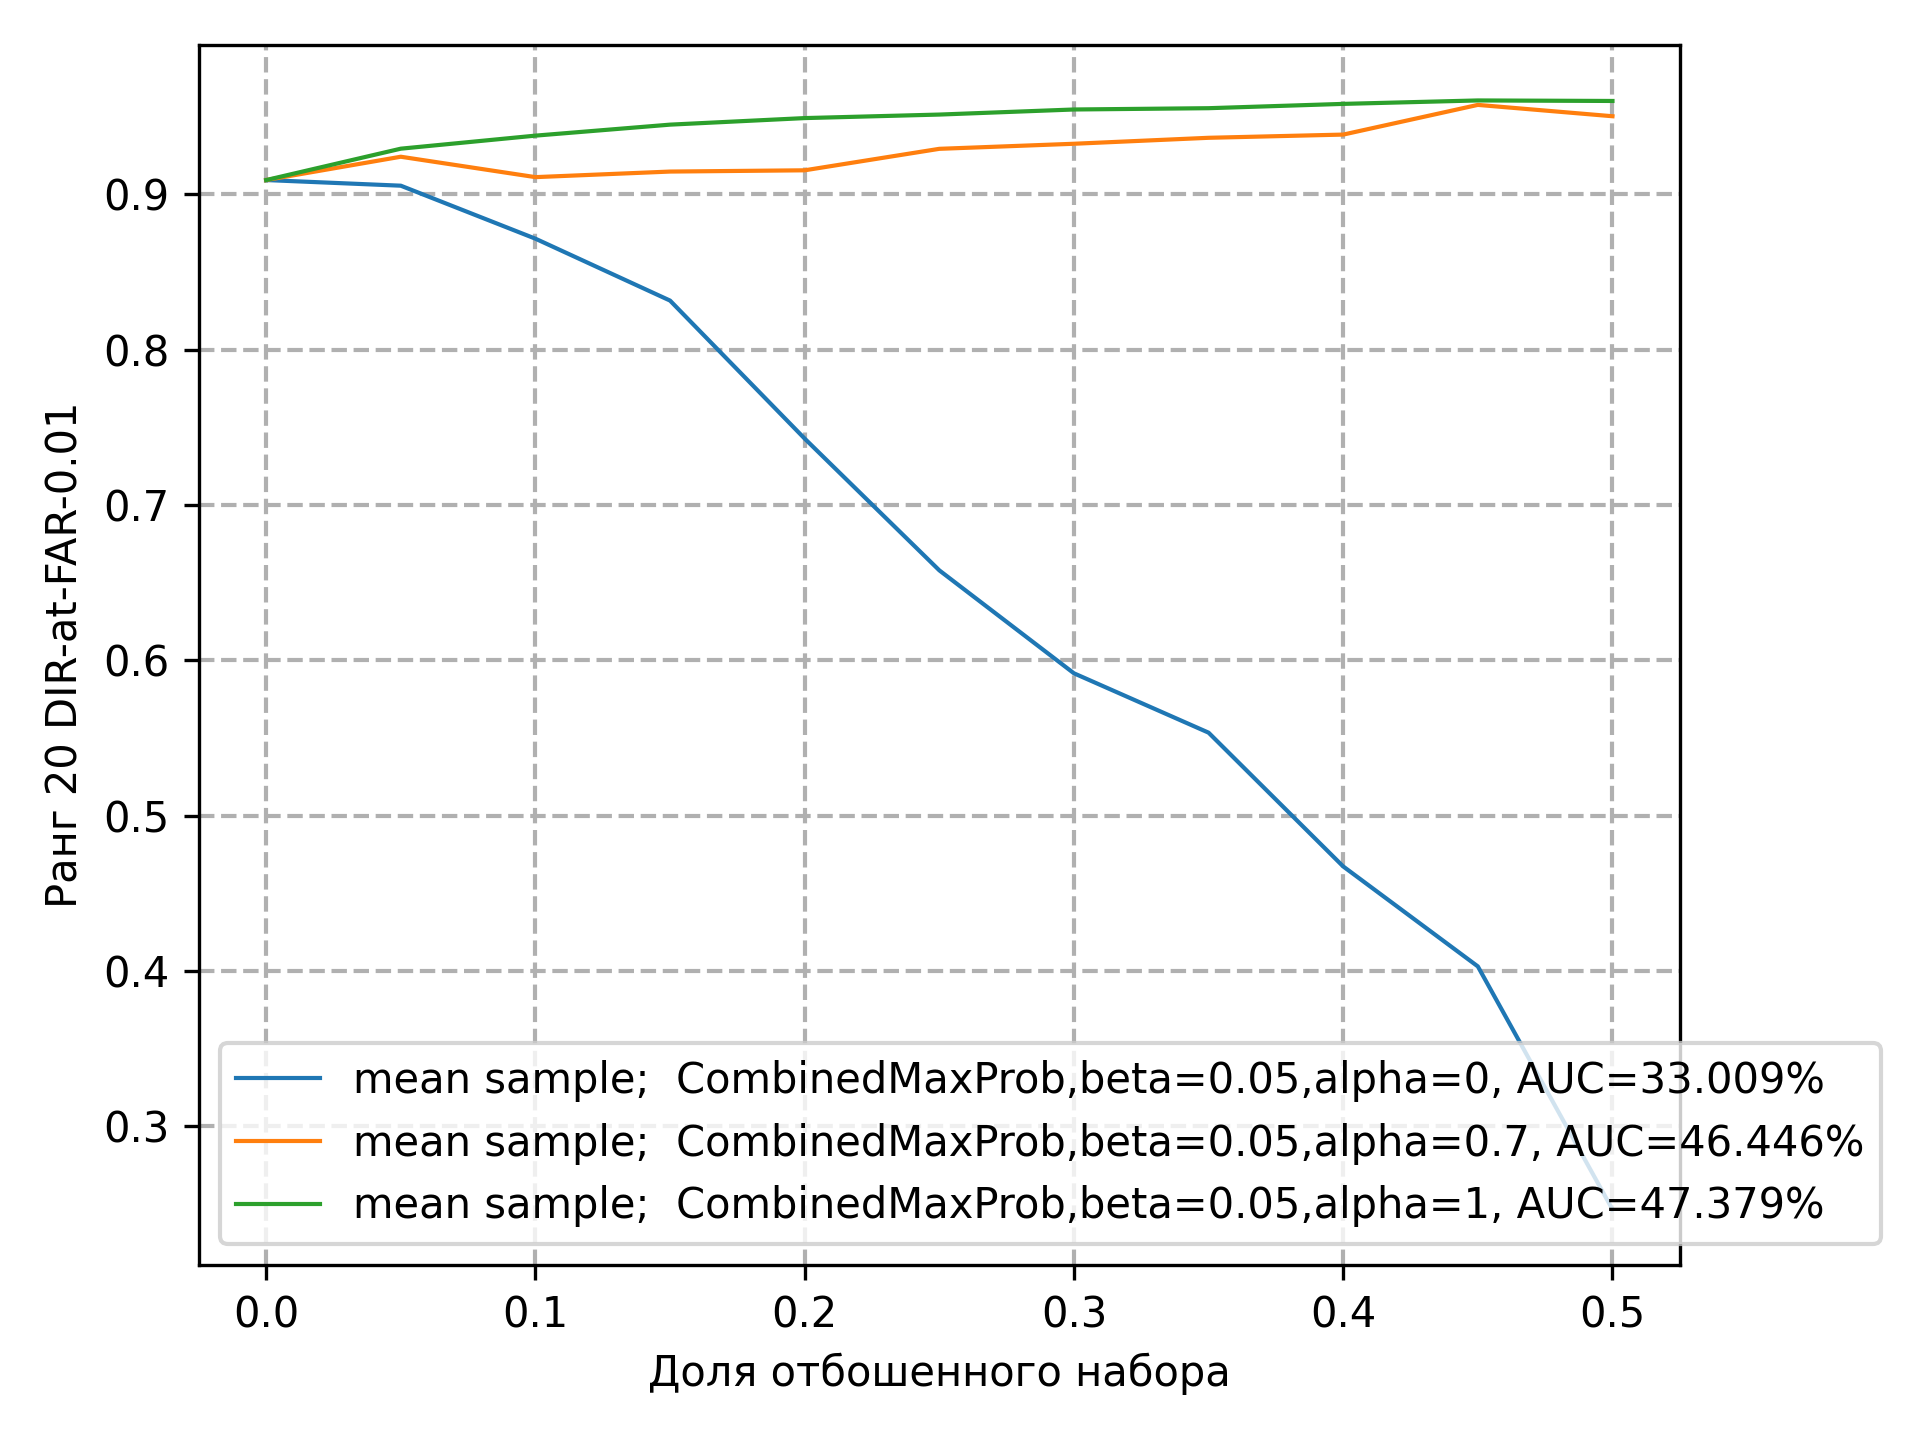 Ранг 20 DIR-at-FAR-0.01
0.9
0.8
0.7
0.6
0.5
0.4
0.3
mean sample;  CombinedMaxProb,beta=0.05,alpha=0, AUC=33.009%
mean sample;  CombinedMaxProb,beta=0.05,alpha=0.7, AUC=46.446%
mean sample;  CombinedMaxProb,beta=0.05,alpha=1, AUC=47.379%
0.0 0.1 0.2 0.3 0.4 0.5
Доля отбошенного набора